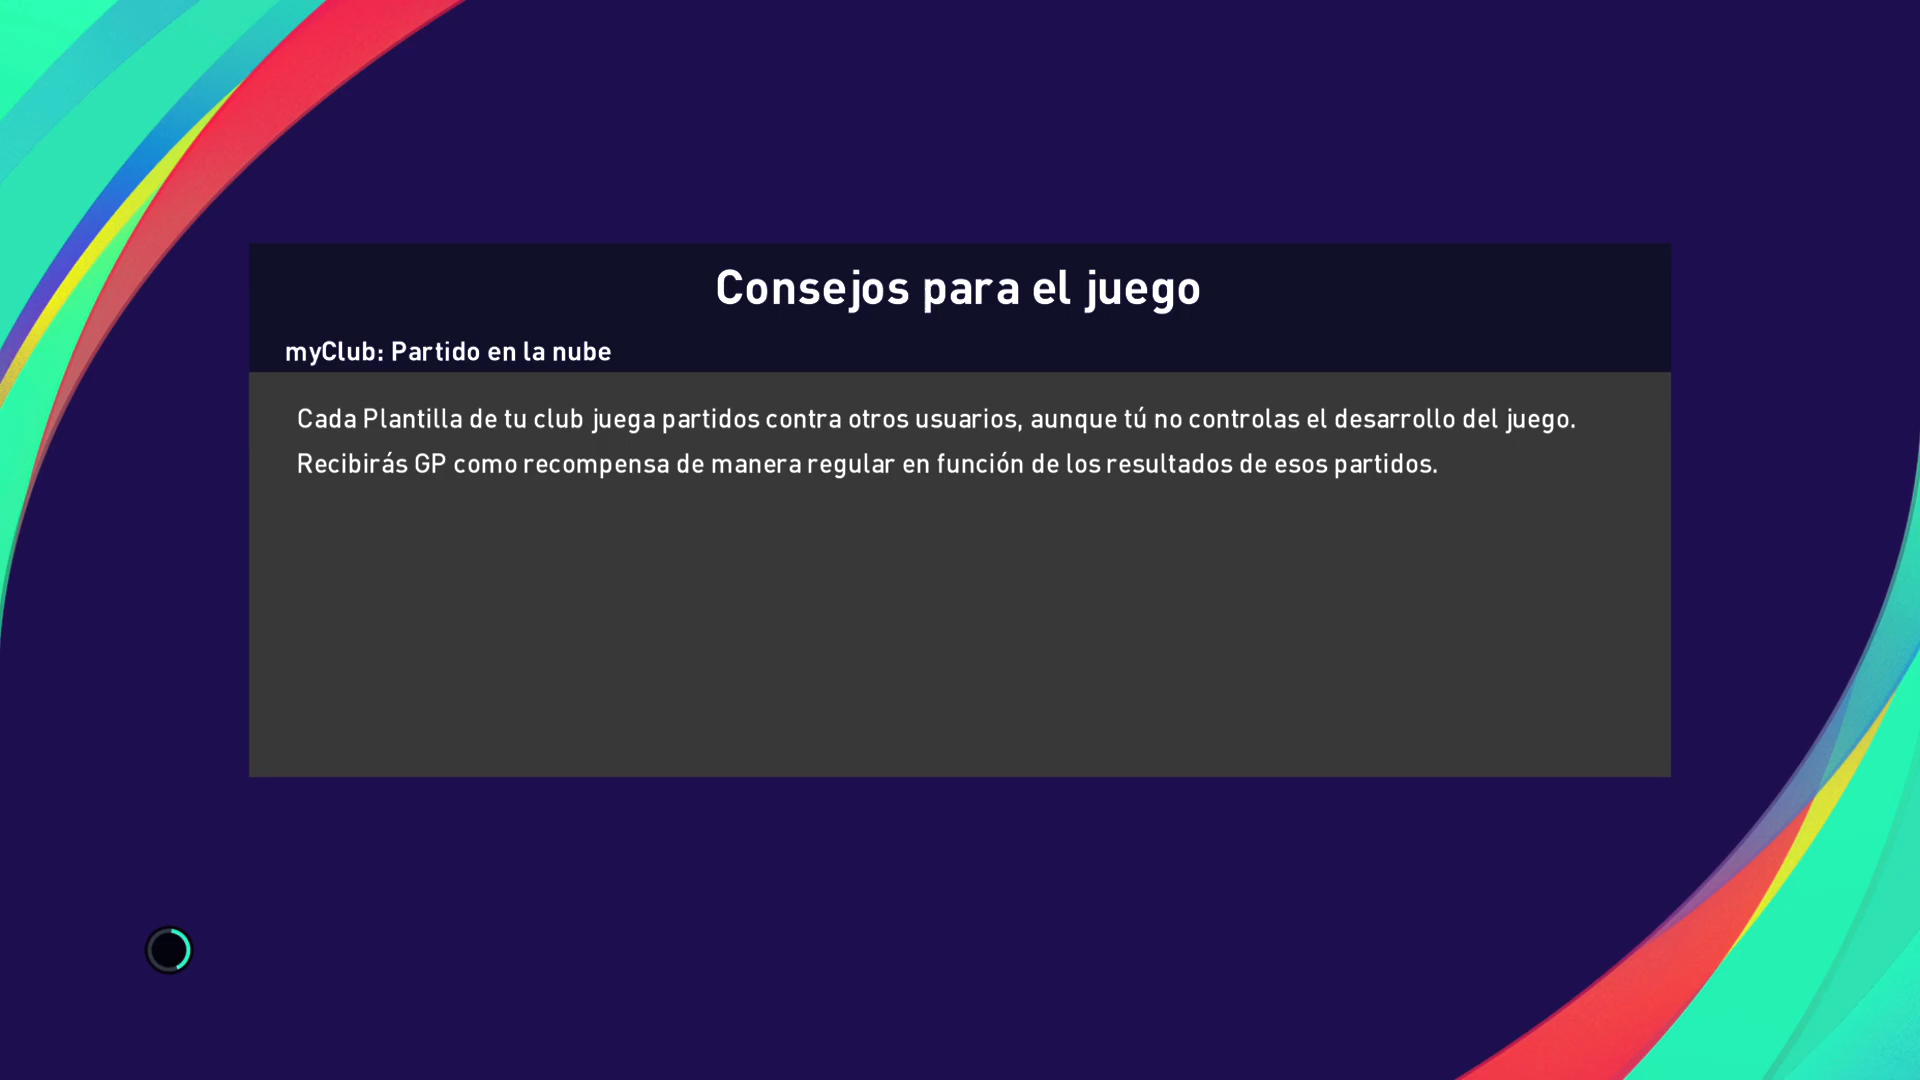 Consejos para el juego
myClub: Partido en la nube
Cada Plantilla de tu club juega partidos contra otros usuarios, aunque tú no controlas el desarrollo del juego.
Recibirás GP como recompensa de manera regular en función de los resultados de esos partidos.